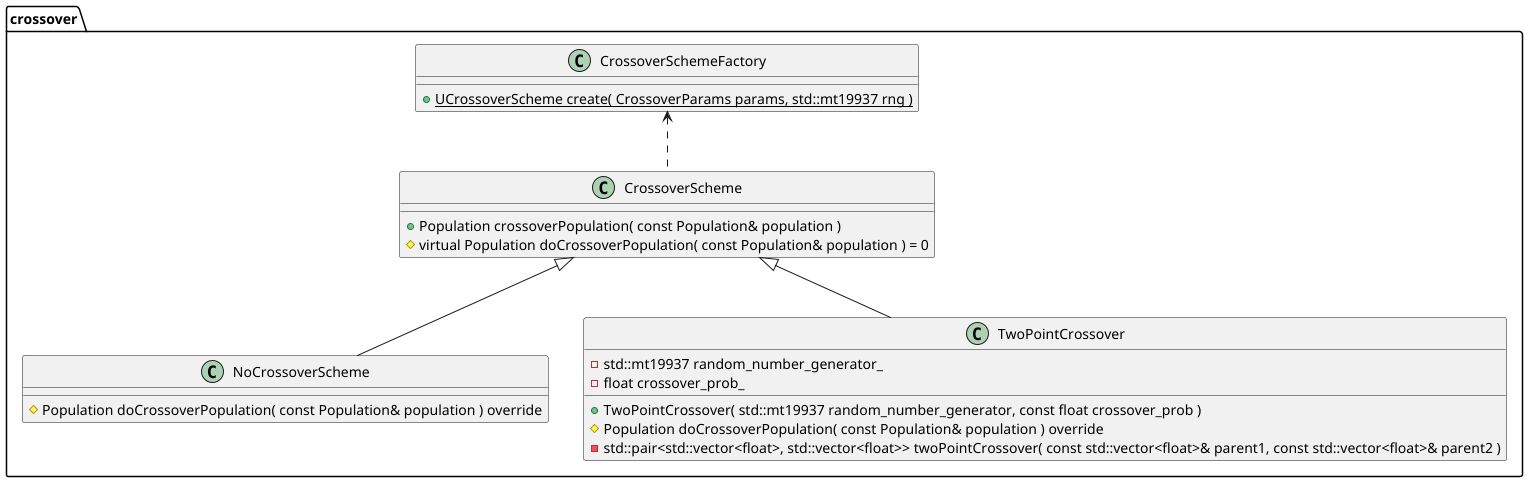 crossover
C CrossoverSchemeFactory
UCrossoverScheme create( CrossoverParams params, std::mt19937 rng )
C CrossoverScheme
Population crossoverPopulation( const Population& population )
virtual Population doCrossoverPopulation( const Population& population ) = 0
C NoCrossoverScheme
Population doCrossoverPopulation( const Population& population ) override
C TwoPointCrossover
std::mt19937 random_number_generator_
float crossover_prob_
TwoPointCrossover( std::mt19937 random_number_generator, const float crossover_prob )
Population doCrossoverPopulation( const Population& population ) override
std::pair<std::vector<float>, std::vector<float>> twoPointCrossover( const std::vector<float>& parent1, const std::vector<float>& parent2 )